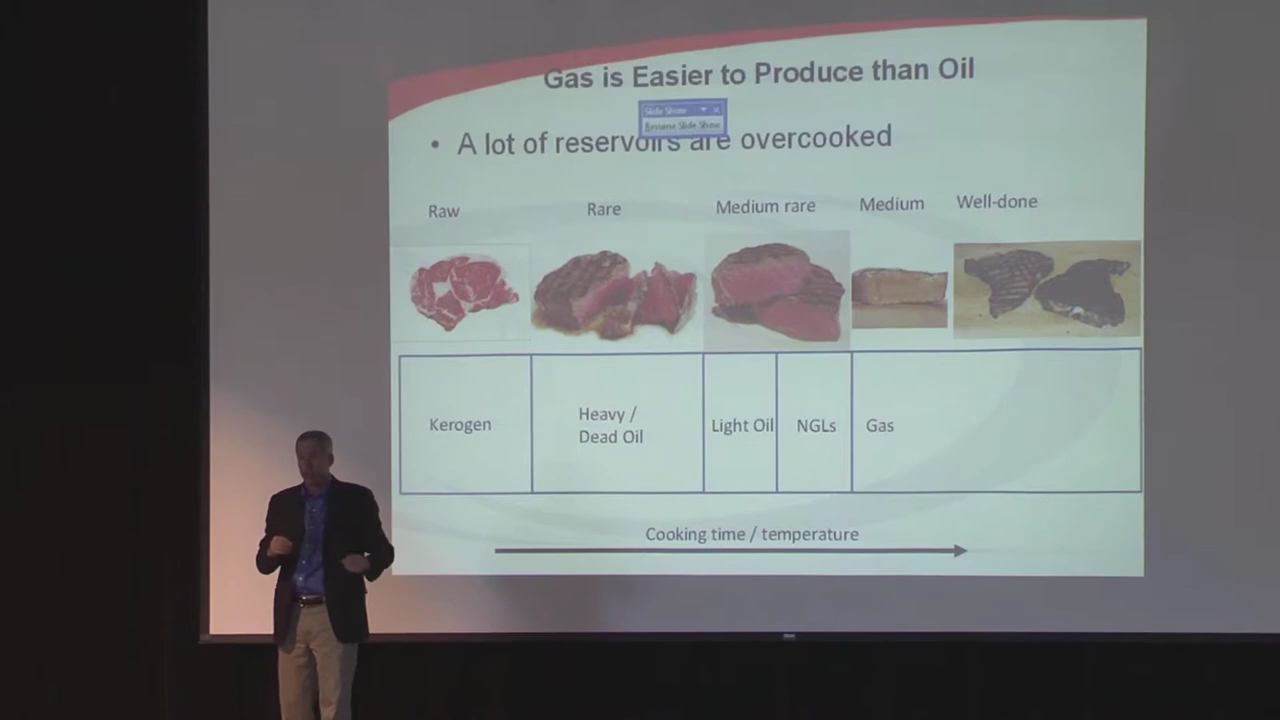 Gas is Easier to Produce than Oil
Slide Show
Resume Slide Show
• A lot of reservoirs are overcooked
Raw
Rare
Medium rare
Medium
Well-done
Kerogen
Heavy /
Dead Oil
Light Oil
NGLs
Gas
Cooking time / temperature